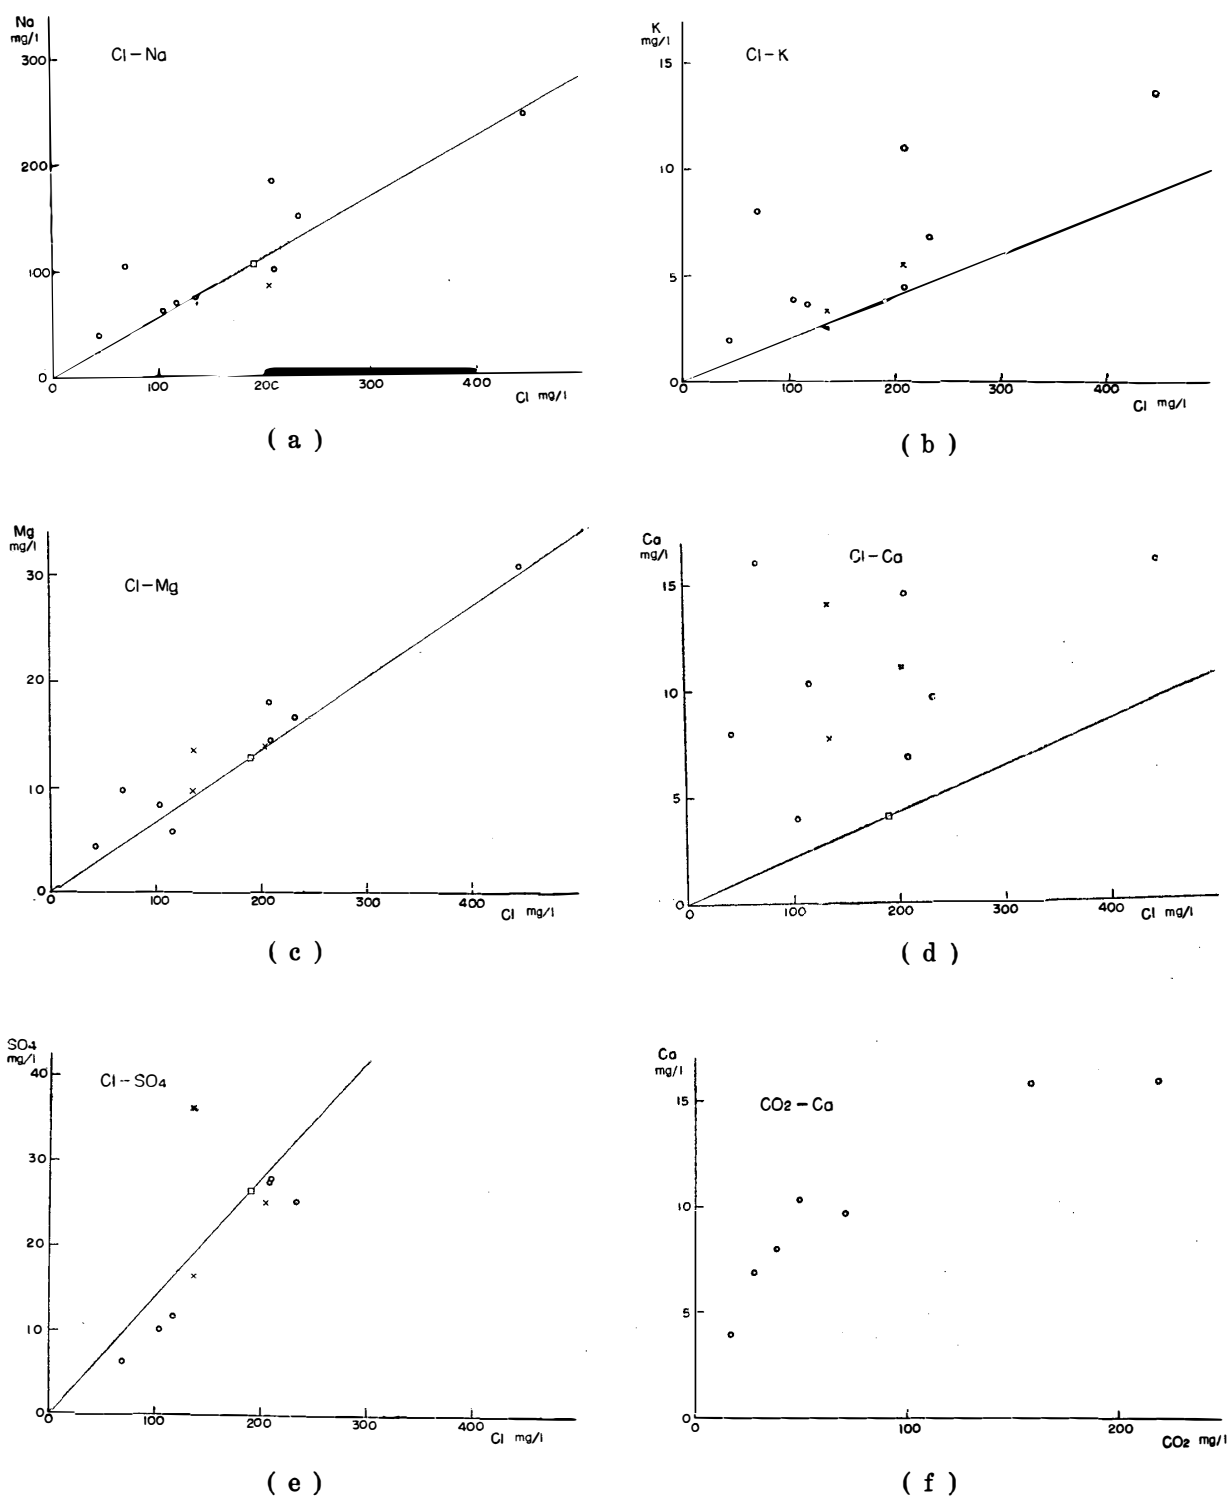 Na
mg/l
Cl-Na
300
200
100
0
0 100 200 300 400
Cl mg/l
( a )
K
mg/l
Cl-K
15
10
5
0
0 100 200 300 400
Cl mg/l
( b )
Mg
mg/l
Cl-Mg
30
20
10
0
0 100 200 300 400
Cl mg/l
( c )
Ca
mg/l
Cl-Ca
15
10
5
0
0 100 200 300 400
Cl mg/l
( d )
SO4
mg/l
Cl-SO4
40
30
20
10
0
0 100 200 300 400
Cl mg/l
( e )
Ca
mg/l
CO2-Ca
15
10
5
0
0 100 200
CO2 mg/l
( f )